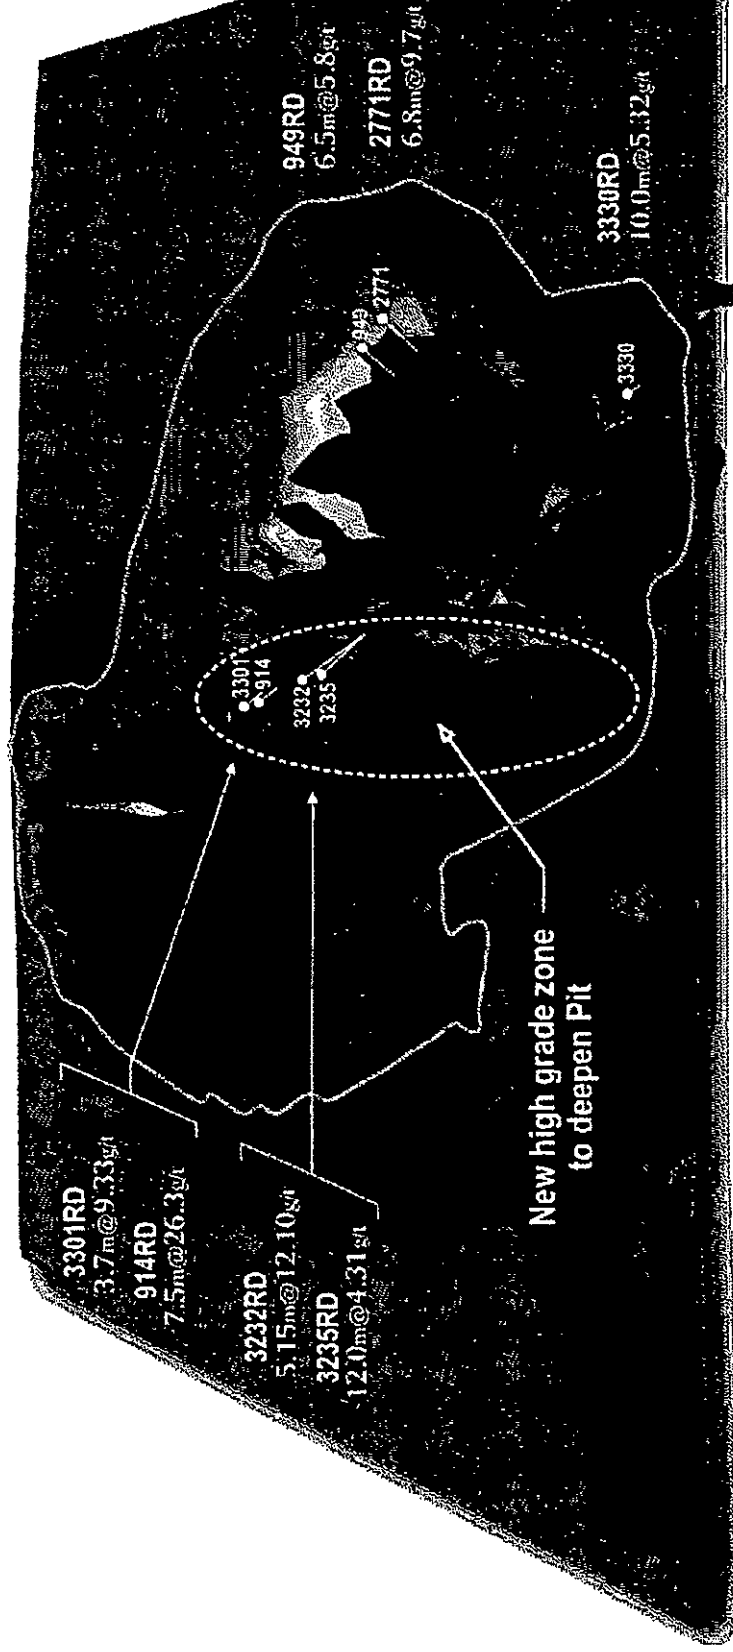 3301RD
3.7m@9.33g/t
914RD
7.5m@26.3g/t
3232RD
5.15m@12.10g/t
3235RD
12.0m@4.31g/t
New high grade zone
to deepen Pit
3301
914
3232
3235
949
2771
3330
949RD
6.5m@5.8g/t
2771RD
6.8m@9.7g/t
3330RD
10.0m@5.32g/t